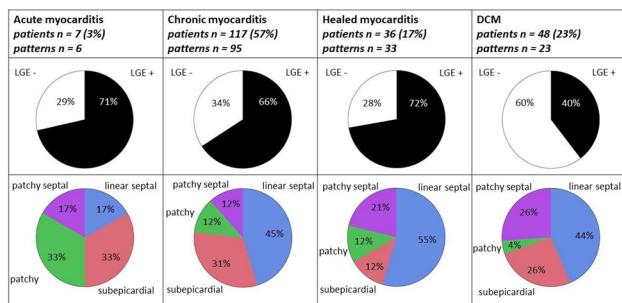 Acute myocarditis
patients n = 7 (3%)
patterns n = 6
Chronic myocarditis
patients n = 117 (57%)
patterns n = 95
Healed myocarditis
patients n = 36 (17%)
patterns n = 33
DCM
patients n = 48 (23%)
patterns n = 23
LGE -
LGE +
29%
71%
LGE -
LGE +
34%
66%
LGE -
LGE +
28%
72%
LGE -
LGE +
60%
40%
patchy septal
linear septal
17%
17%
33%
33%
patchy
subepicardial
patchy septal
linear septal
12%
patchy
12%
45%
31%
subepicardial
patchy septal
linear septal
21%
55%
12%
patchy
12%
subepicardial
patchy septal
linear septal
26%
44%
patchy
4%
26%
subepicardial